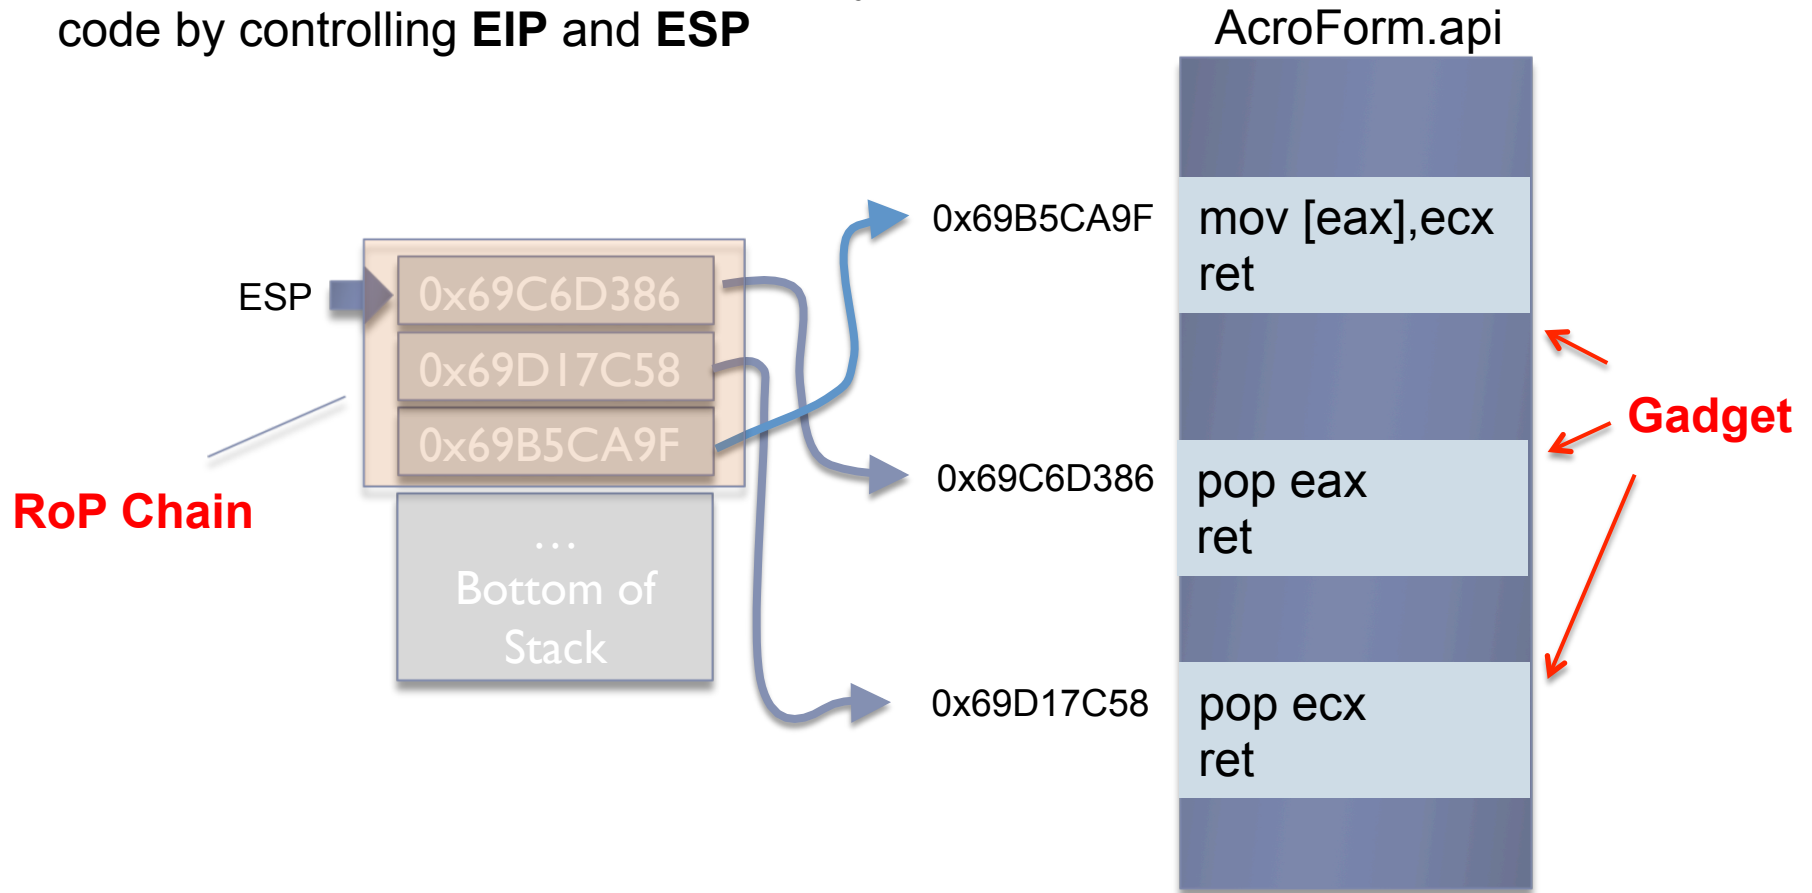 code by controlling EIP and ESP
AcroForm.api
0x69B5CA9F
mov [eax],ecx
ret
ESP
0x69C6D386
0x69D17C58
0x69B5CA9F
Gadget
RoP Chain
0x69C6D386
pop eax
ret
…
Bottom of
Stack
0x69D17C58
pop ecx
ret